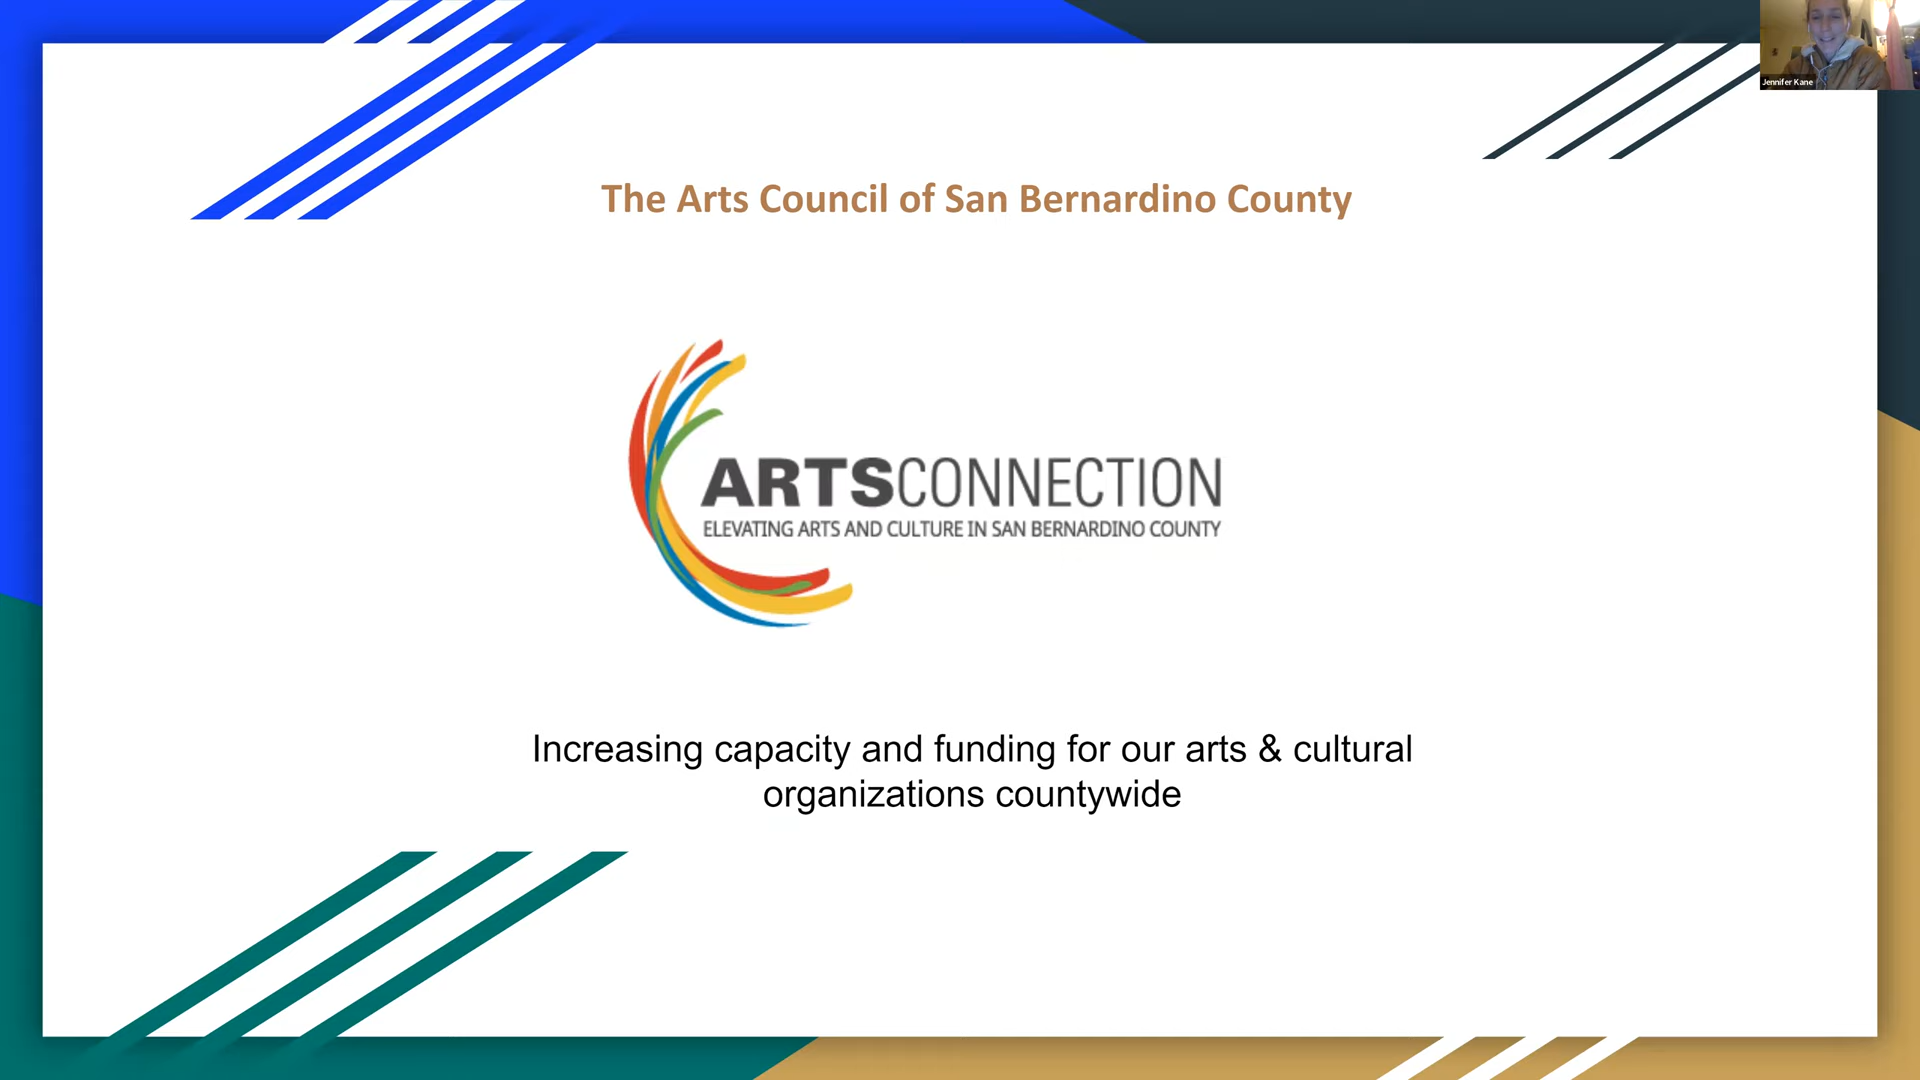 Jennifer Kane
The Arts Council of San Bernardino County
ARTSCONNECTION
ELEVATING ARTS AND CULTURE IN SAN BERNARDINO COUNTY
Increasing capacity and funding for our arts & cultural
organizations countywide